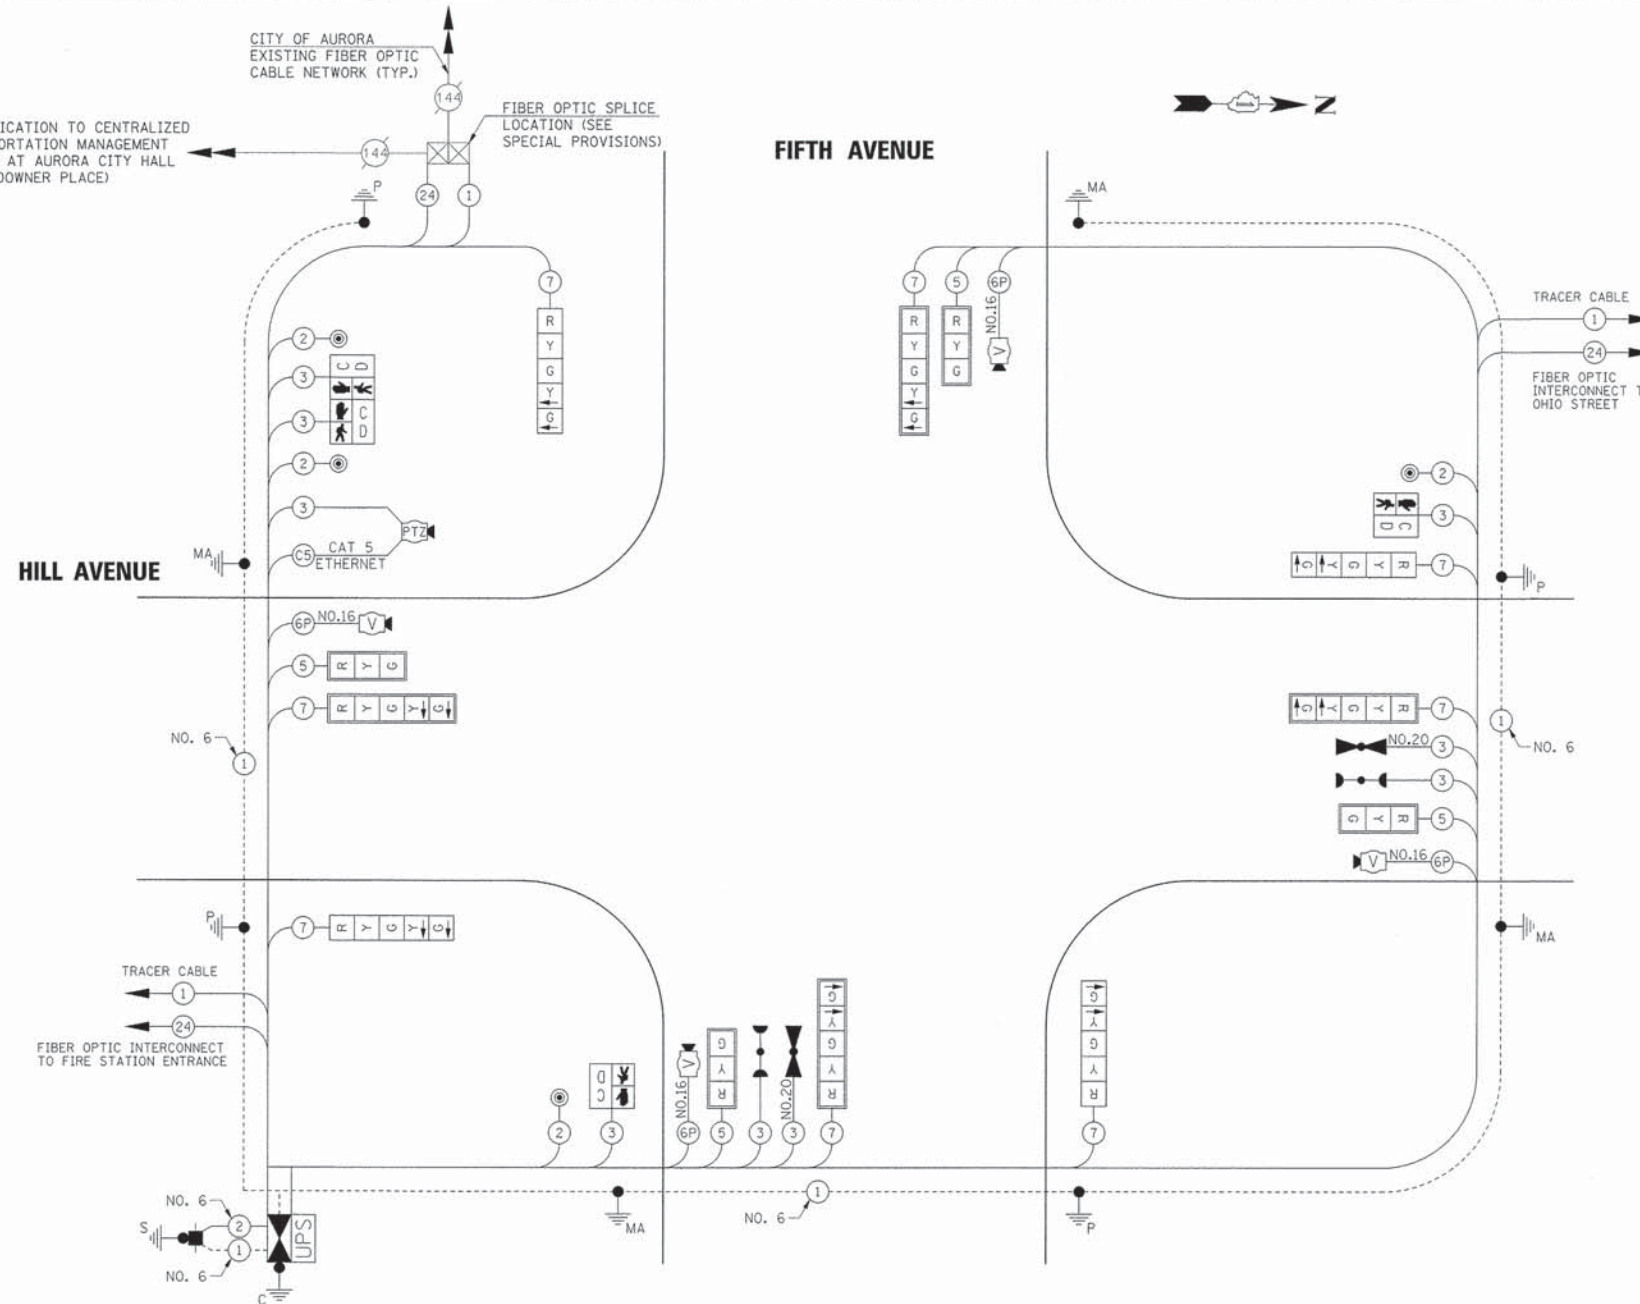 CITY OF AURORA
EXISTING FIBER OPTIC
CABLE NETWORK (TYP.)
144
FIBER OPTIC SPLICE
LOCATION (SEE
SPECIAL PROVISIONS)
ICATION TO CENTRALIZED
ORTATION MANAGEMENT
AT AURORA CITY HALL
DOWNER PLACE)
144
FIFTH AVENUE
N
P
24
1
MA
7
R
Y
G
Y
G
7
R
Y
G
Y
G
5
R
Y
G
6P
NO.16
V
TRACER CABLE
1
24
FIBER OPTIC
INTERCONNECT T
OHIO STREET
2
3
C D
3
C
D
2
3
PTZ
C5
CAT 5
ETHERNET
MA
HILL AVENUE
2
3
C D
7
R Y G Y G
P
6P NO.16 V
5 R Y G
7 R Y G Y G
NO. 6
1
7
R Y G Y G
NO.20 3
3
5
R Y G
V NO.16 6P
1
NO. 6
P
7 R Y G Y G
MA
TRACER CABLE
1
24
FIBER OPTIC INTERCONNECT
TO FIRE STATION ENTRANCE
2
D
C
3
V
NO.16
6P
G
Y
R
5
3
NO.20
3
G
Y
G
Y
R
7
G
Y
G
Y
R
7
NO. 6
1
MA
P
NO. 6
S
2
1
NO. 6
UPS
C